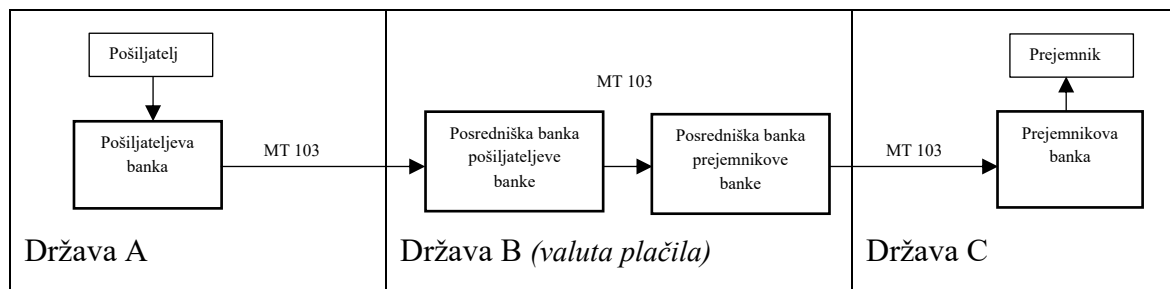 Pošiljatelj
Pošiljateljeva
banka
MT 103
Država A
MT 103
Posredniška banka
pošiljateljeve
banke
Posredniška banka
prejemnikove
banke
Država B (valuta plačila)
Prejemnik
MT 103
Prejemnikova
banka
Država C